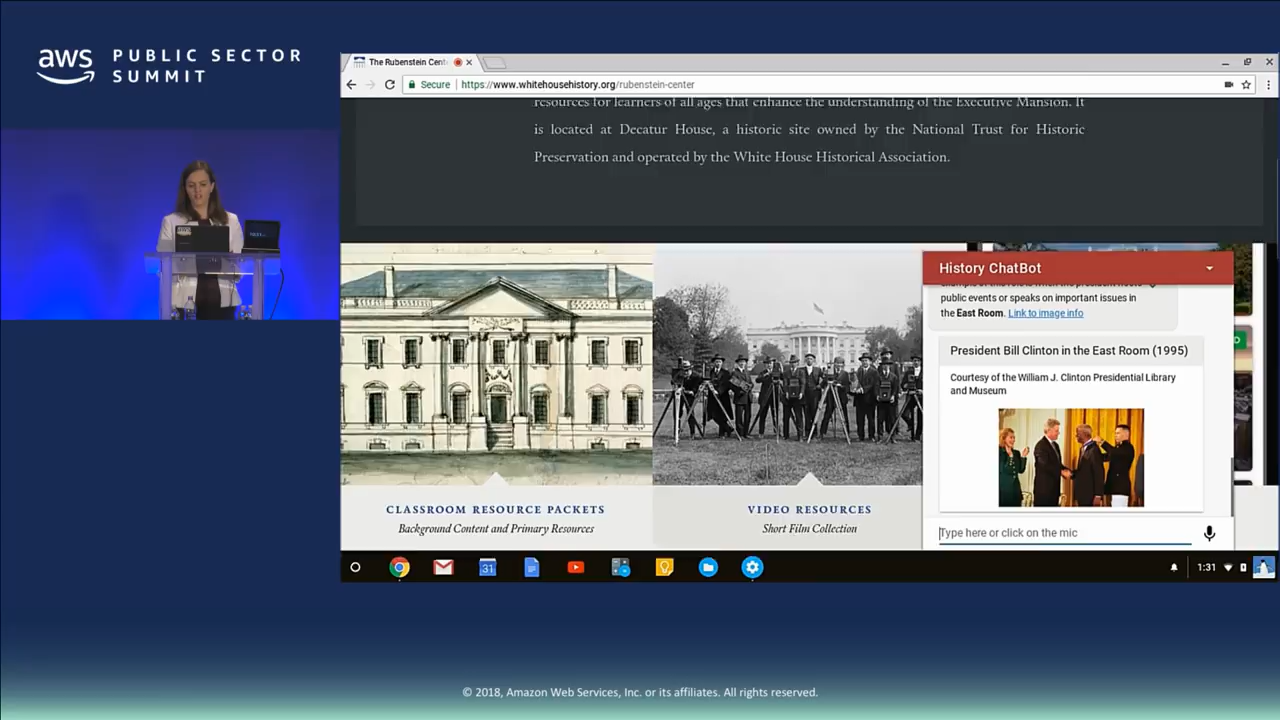 aws
PUBLIC SECTOR
SUMMIT
The Rubenstein Cent
Secure
https://www.whitehousehistory.org/rubenstein-center
resources for learners of all ages that enhance the understanding of the Executive Mansion. It
is located at Decatur House, a historic site owned by the National Trust for Historic
Preservation and operated by the White House Historical Association.
History ChatBot
public events or speaks on important issues in
the East Room. Link to image info
President Bill Clinton in the East Room (1995)
Courtesy of the William J. Clinton Presidential Library
and Museum
CLASSROOM RESOURCE PACKETS
Background Content and Primary Resources
VIDEO RESOURCES
Short Film Collection
Type here or click on the mic
31
1:31
© 2018, Amazon Web Services, Inc. or its affiliates. All rights reserved.